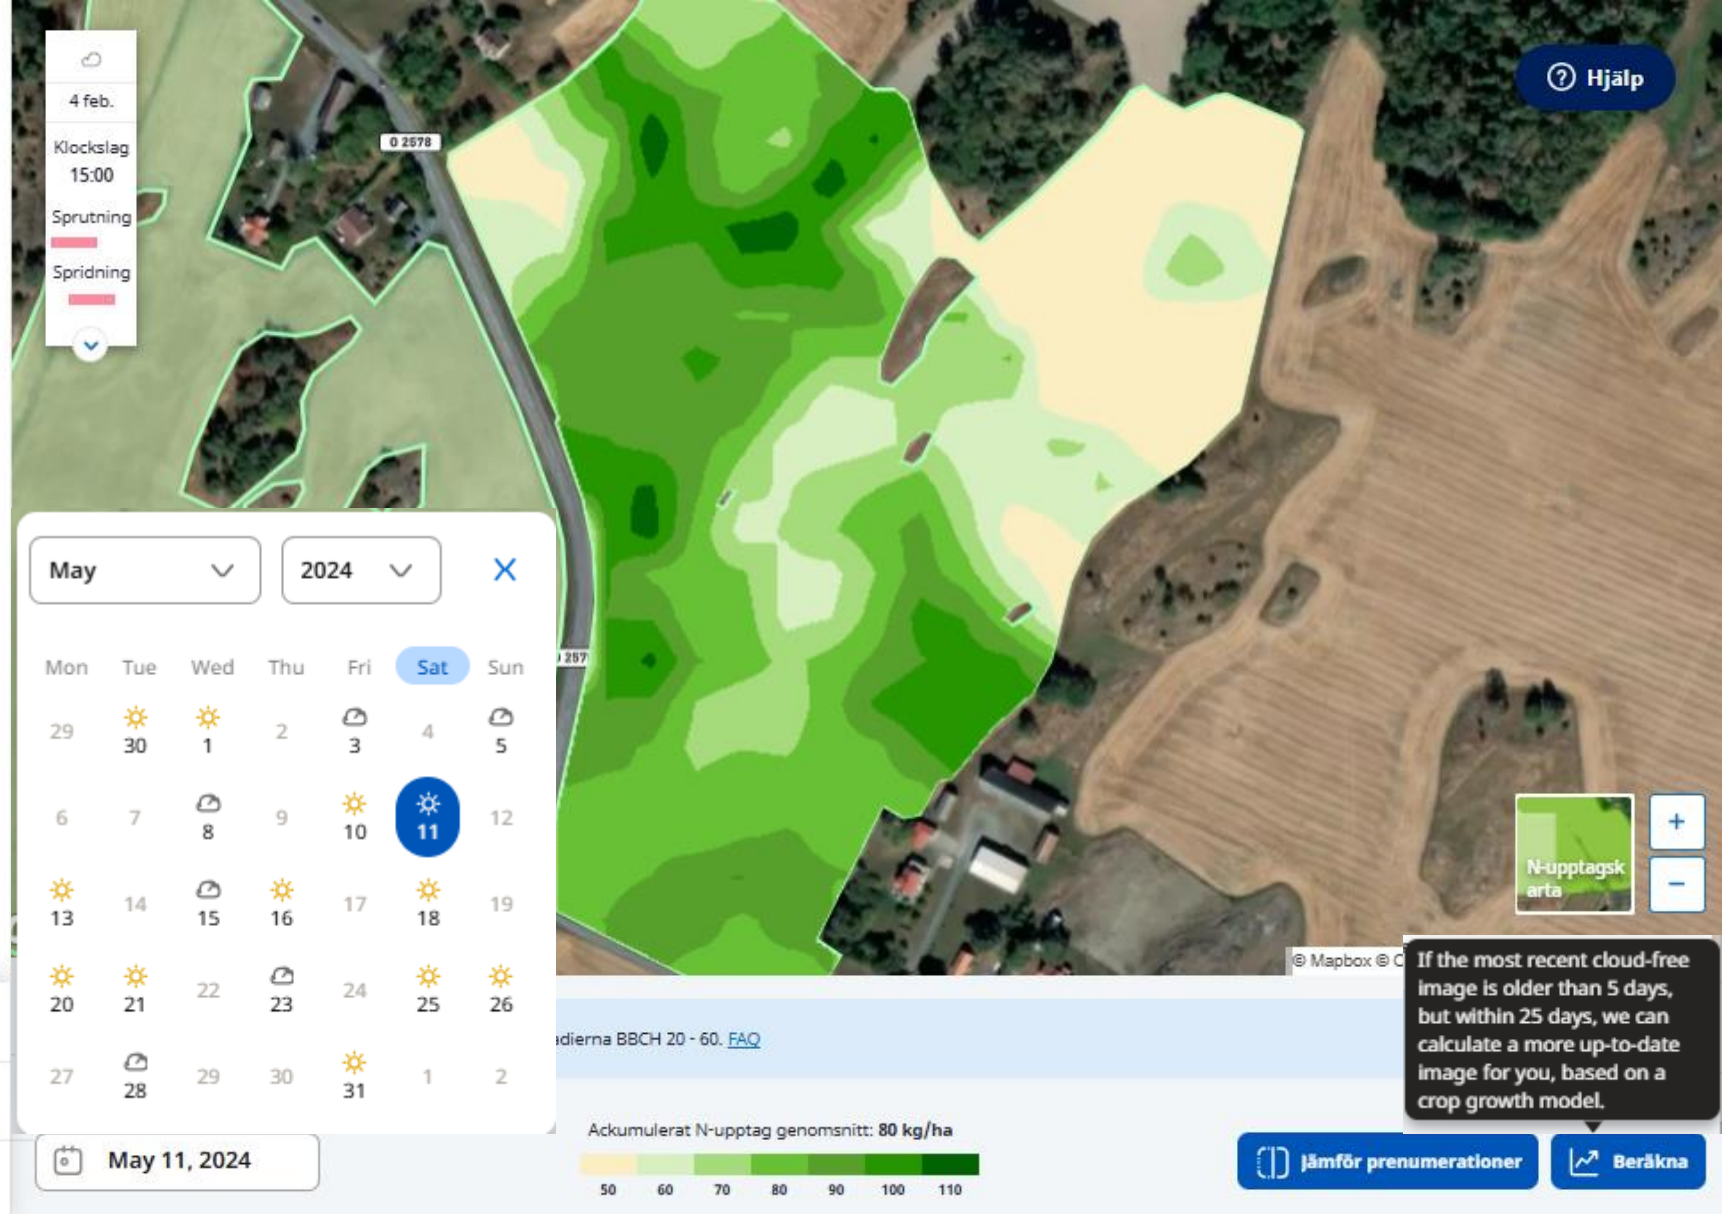 4 feb.
Klockslag
15:00
Sprutning
Spridning
O 2578
Hjälp
May
2024
Mon Tue Wed Thu Fri Sat Sun
29 30 1 2 3 4 5
6 7 8 9 10 11 12
13 14 15 16 17 18 19
20 21 22 23 24 25 26
27 28 29 30 31 1 2
257
N-upptagsk
arta
+
−
© Mapbox ©
If the most recent cloud-free
image is older than 5 days,
but within 25 days, we can
calculate a more up-to-date
image for you, based on a
crop growth model.
adierna BBCH 20 - 60. FAQ
May 11, 2024
Ackumulerat N-upptag genomsnitt: 80 kg/ha
50 60 70 80 90 100 110
Jämför prenumerationer
Beräkna